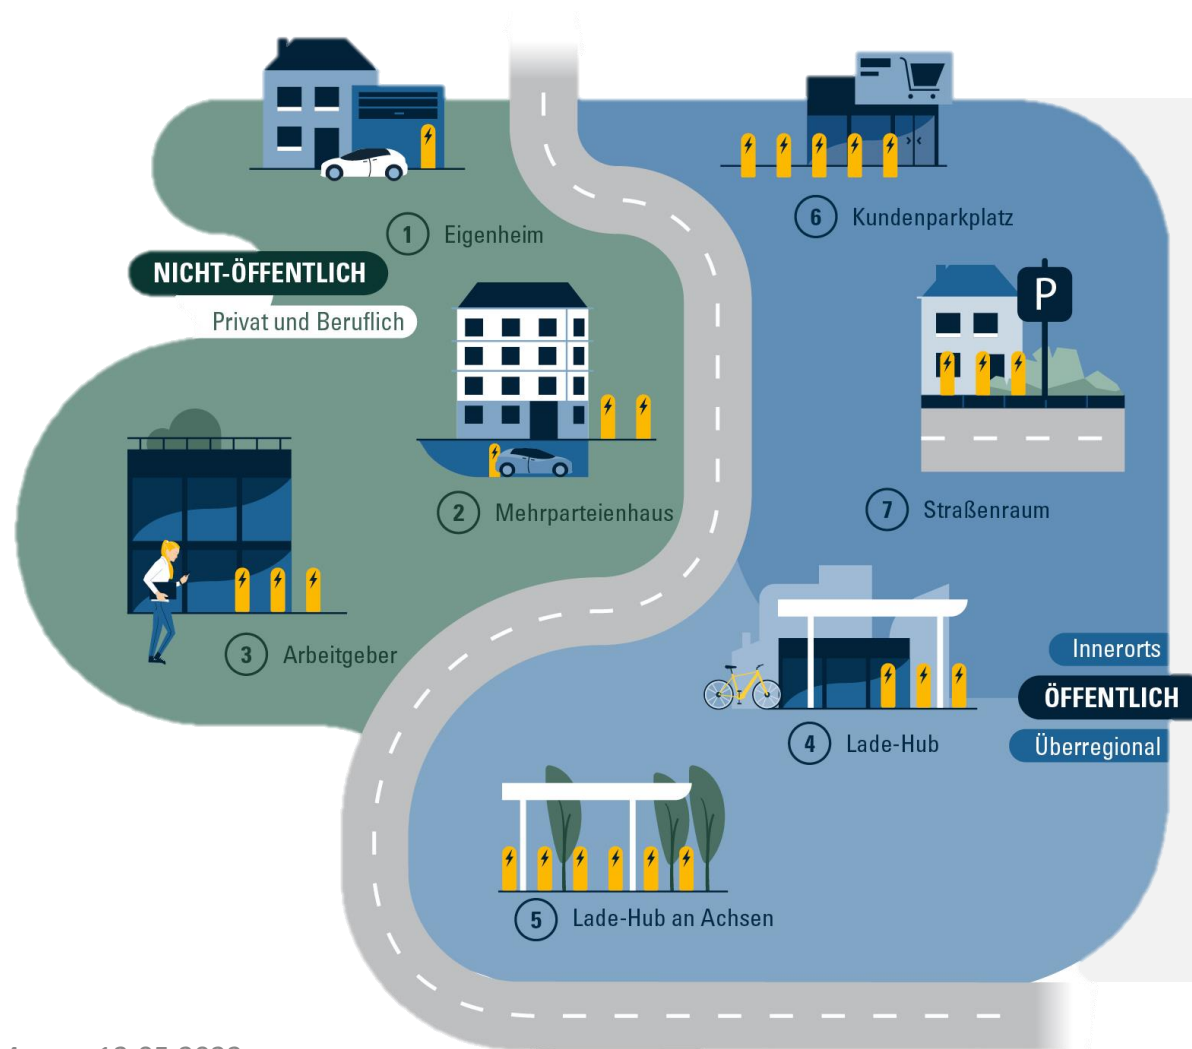 1 Eigenheim
NICHT-ÖFFENTLICH
Privat und Beruflich
2 Mehrparteienhaus
3 Arbeitgeber
6 Kundenparkplatz
P
7 Straßenraum
Innerorts
ÖFFENTLICH
Überregional
4 Lade-Hub
5 Lade-Hub an Achsen